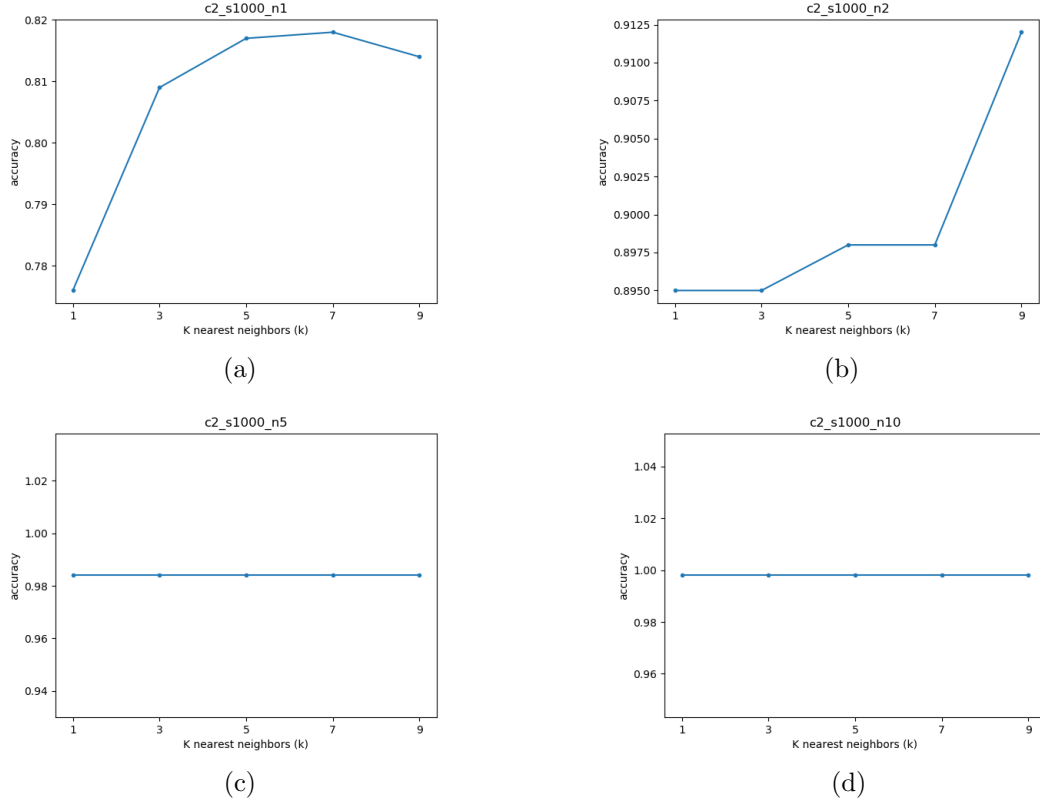 c2_s1000_n1
0.82
0.81
0.80
0.79
0.78
accuracy
1 3 5 7 9
K nearest neighbors (k)
(a)
c2_s1000_n2
0.9125
0.9100
0.9075
0.9050
0.9025
0.9000
0.8975
0.8950
accuracy
1 3 5 7 9
K nearest neighbors (k)
(b)
c2_s1000_n5
1.02
1.00
0.98
0.96
0.94
accuracy
1 3 5 7 9
K nearest neighbors (k)
(c)
c2_s1000_n10
1.04
1.02
1.00
0.98
0.96
accuracy
1 3 5 7 9
K nearest neighbors (k)
(d)